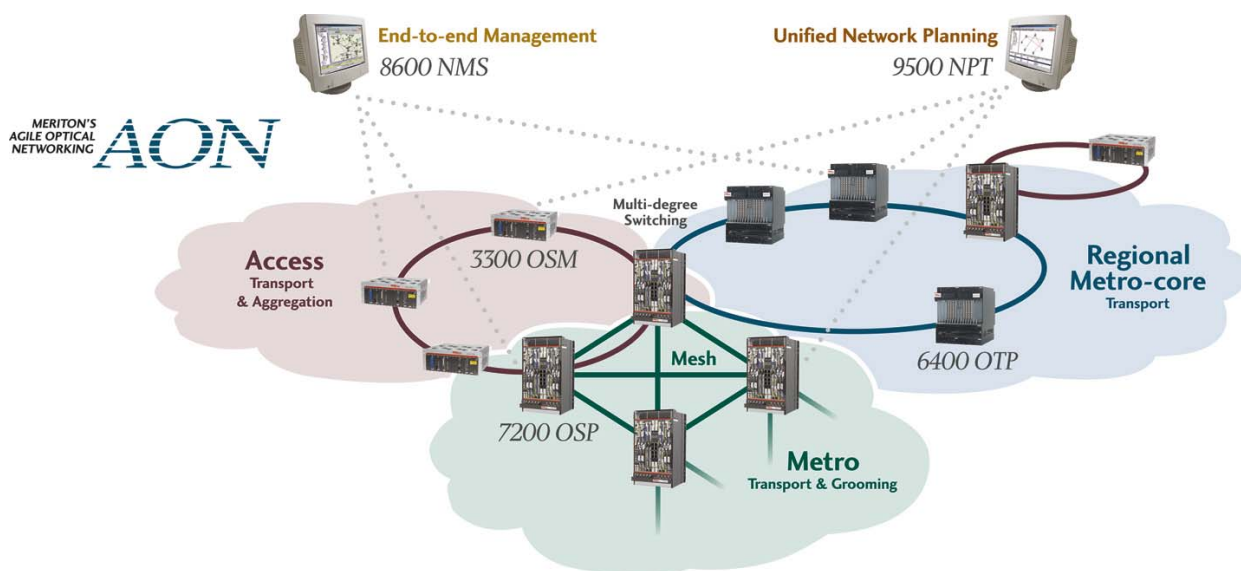 End-to-end Management
8600 NMS
Unified Network Planning
9500 NPT
MERITON'S
AGILE OPTICAL
NETWORKING
AON
Multi-degree
Switching
3300 OSM
Access
Transport
& Aggregation
Regional
Metro-core
Transport
6400 OTP
Mesh
7200 OSP
Metro
Transport & Grooming